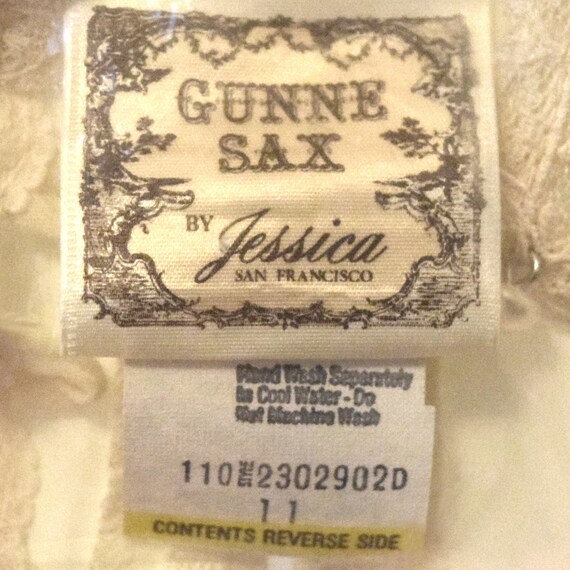 GUNNE
SAX
BY Jessica
SAN FRANCISCO
Hand Wash Separately
In Cool Water - Do
Not Machine Wash
110 STYLE 2302902D
11
CONTENTS REVERSE SIDE